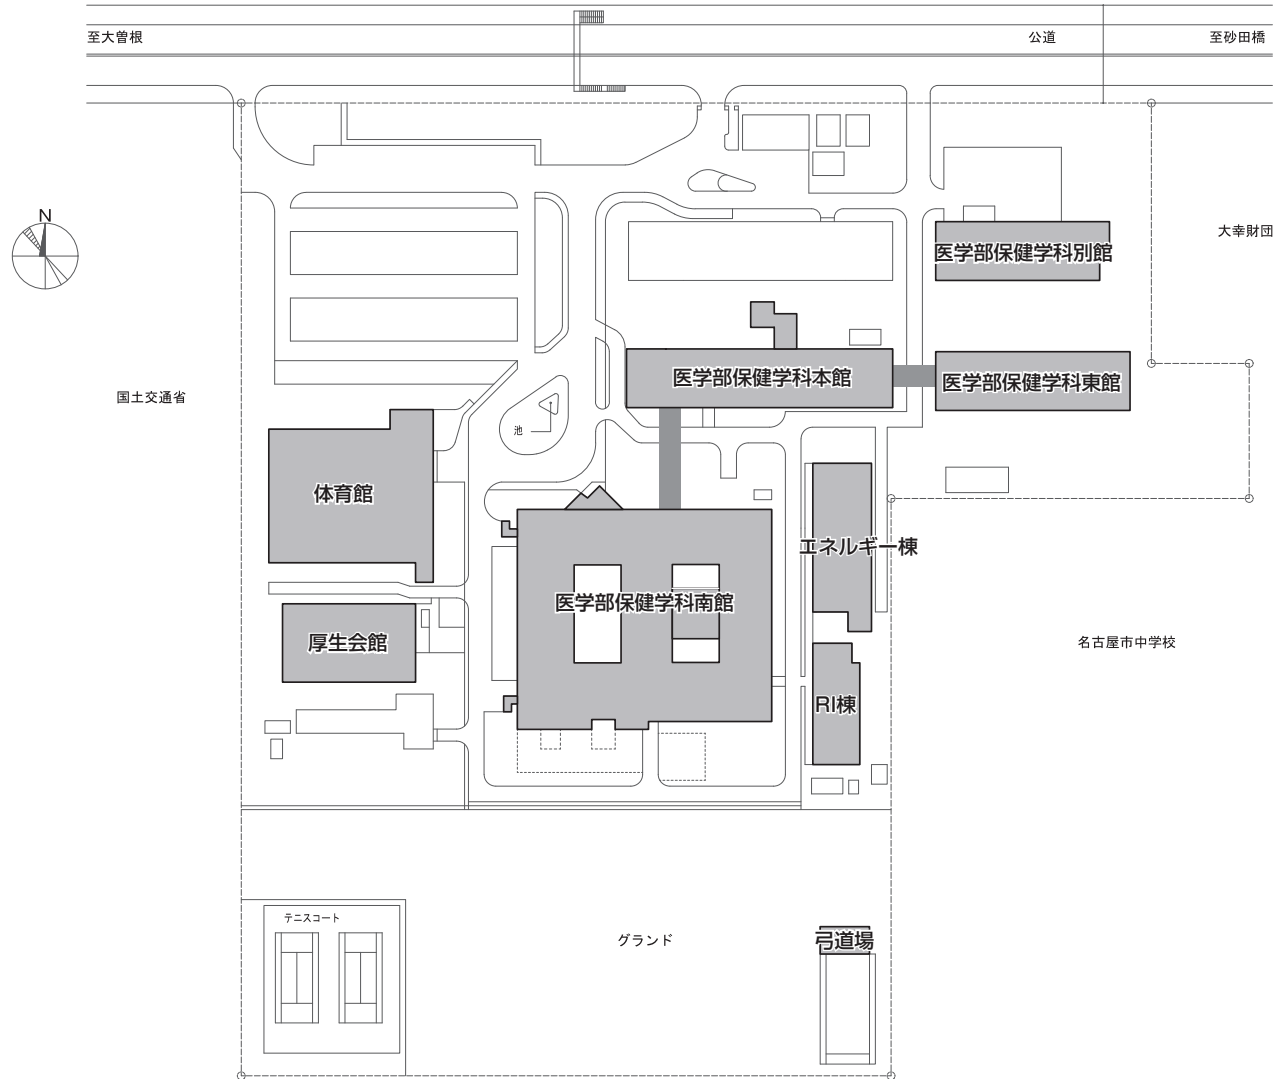 至大曽根
公道
至砂田橋
N
大幸財団
医学部保健学科別館
医学部保健学科本館
医学部保健学科東館
国土交通省
池
体育館
エネルギー棟
医学部保健学科南館
厚生会館
名古屋市中学校
RI棟
テニスコート
グランド
弓道場